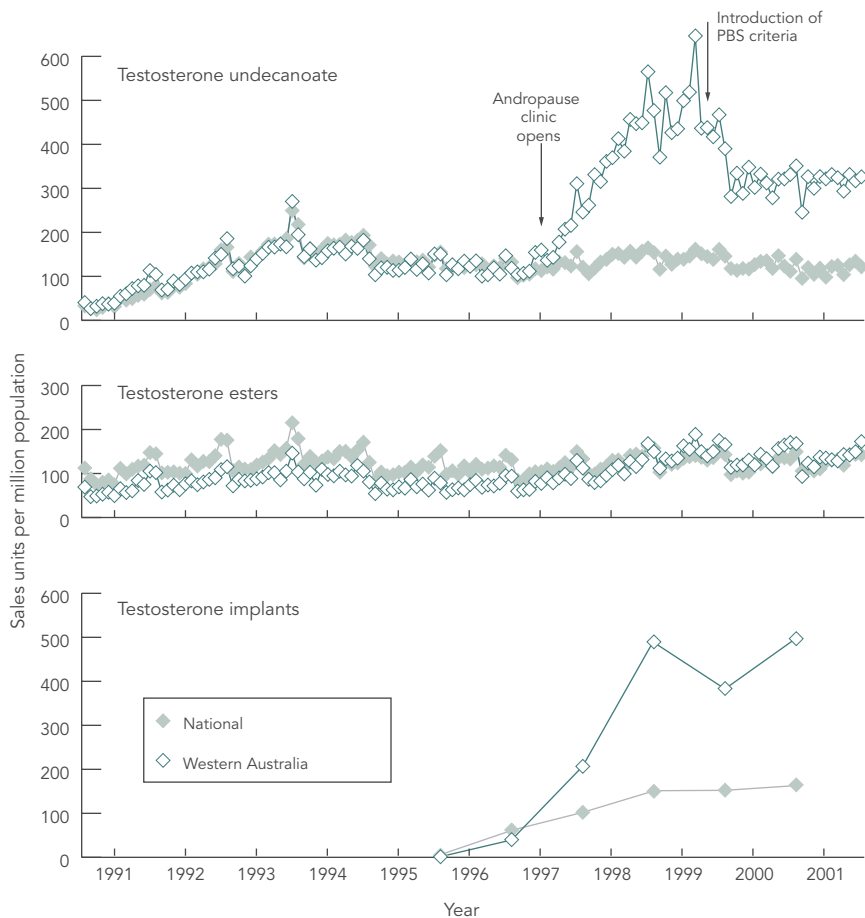 Introduction of
PBS criteria
600
Testosterone undecanoate
500
Andropause
clinic
opens
400
300
200
100
0
Sales units per million population
300
Testosterone esters
200
100
0
600
Testosterone implants
500
400
300
National
200
Western Australia
100
0
1991 1992 1993 1994 1995 1996 1997 1998 1999 2000 2001
Year